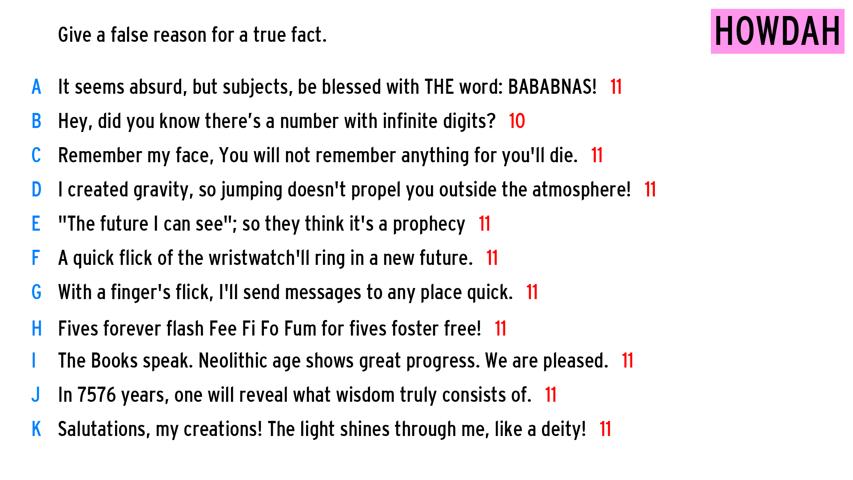 Give a false reason for a true fact.
HOWDAH
A It seems absurd, but subjects, be blessed with THE word: BABABNAS! 11
B Hey, did you know there's a number with infinite digits? 10
C Remember my face, You will not remember anything for you'll die. 11
D I created gravity, so jumping doesn't propel you outside the atmosphere! 11
E "The future I can see"; so they think it's a prophecy 11
F A quick flick of the wristwatch'll ring in a new future. 11
G With a finger's flick, I'll send messages to any place quick. 11
H Fives forever flash Fee Fi Fo Fum for fives foster free! 11
I The Books speak. Neolithic age shows great progress. We are pleased. 11
J In 7576 years, one will reveal what wisdom truly consists of. 11
K Salutations, my creations! The light shines through me, like a deity! 11